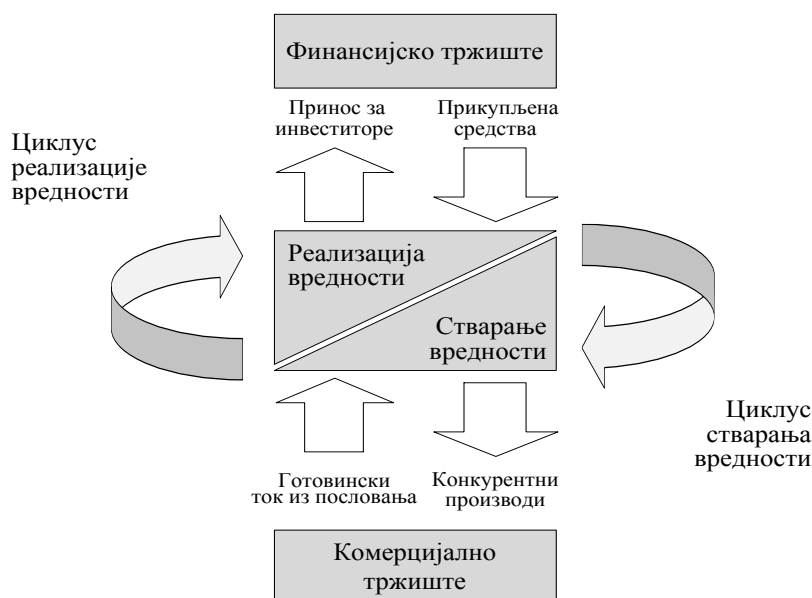 Финансијско тржиште
Принос за
инвеститоре
Прикупљена
средства
Циклус
реализације
вредности
Реализација
вредности
Стварање
вредности
Циклус
стварања
вредности
Готовински
ток из пословања
Конкурентни
производи
Комерцијално
тржиште